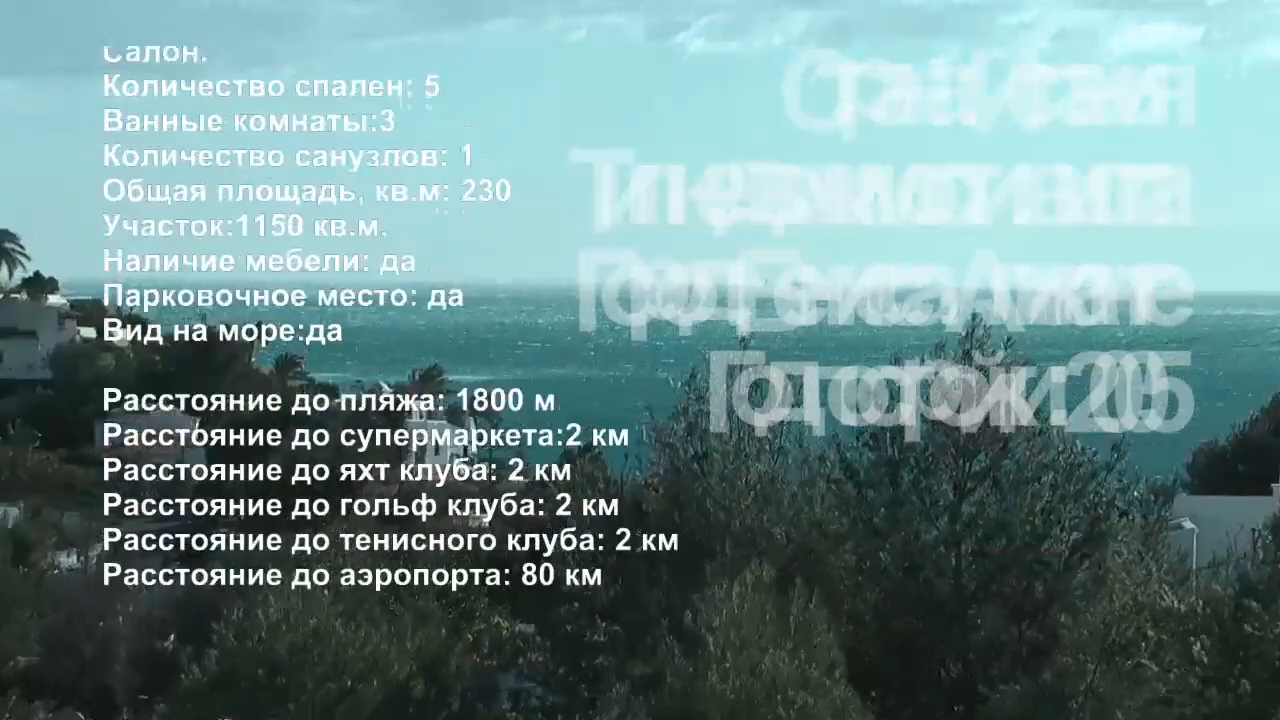 Салон.
Количество спален: 5
Ванные комнаты:3
Количество санузлов: 1
Общая площадь, кв.м: 230
Участок:1150 кв.м.
Наличие мебели: да
Парковочное место: да
Вид на море:да
Расстояние до пляжа: 1800 м
Расстояние до супермаркета:2 км
Расстояние до яхт клуба: 2 км
Расстояние до гольф клуба: 2 км
Расстояние до тенисного клуба: 2 км
Расстояние до аэропорта: 80 км